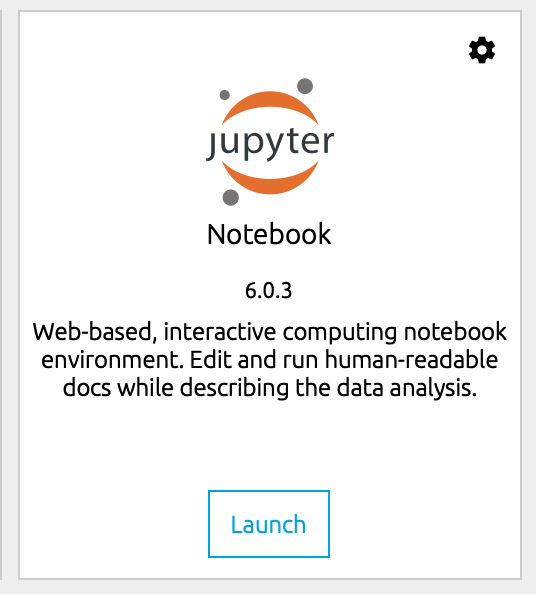 jupyter
Notebook
6.0.3
Web-based, interactive computing notebook
environment. Edit and run human-readable
docs while describing the data analysis.
Launch